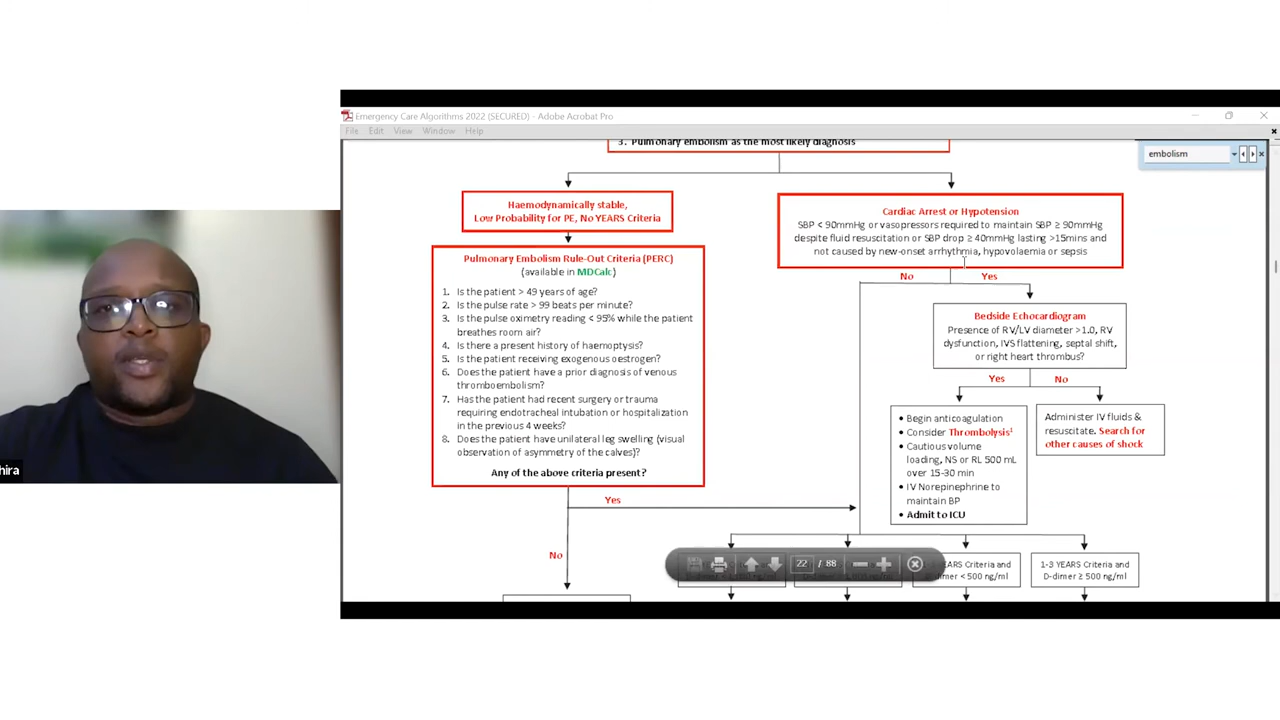 Emergency Care Algorithms 2022 (SECURED) - Adobe Acrobat Pro
File Edit View Window Help
embolism
3. Pulmonary embolism as the most likely diagnosis
Haemodynamically stable,
Low Probability for PE, No YEARS Criteria
Pulmonary Embolism Rule-Out Criteria (PERC)
(available in MDCalc)
1. Is the patient > 49 years of age?
2. Is the pulse rate > 99 beats per minute?
3. Is the pulse oximetry reading < 95% while the patient
breathes room air?
4. Is there a present history of haemoptysis?
5. Is the patient receiving exogenous oestrogen?
6. Does the patient have a prior diagnosis of venous
thromboembolism?
7. Has the patient had recent surgery or trauma
requiring endotracheal intubation or hospitalization
in the previous 4 weeks?
8. Does the patient have unilateral leg swelling (visual
observation of asymmetry of the calves)?
Any of the above criteria present?
Yes
No
Cardiac Arrest or Hypotension
SBP < 90mmHg or vasopressors required to maintain SBP ≥ 90mmHg
despite fluid resuscitation or SBP drop ≥ 40mmHg lasting >15mins and
not caused by new-onset arrhythmia, hypovolaemia or sepsis
No Yes
Bedside Echocardiogram
Presence of RV/LV diameter >1.0, RV
dysfunction, IVS flattening, septal shift,
or right heart thrombus?
Yes No
• Begin anticoagulation
• Consider Thrombolysis¹
• Cautious volume
loading, NS or RL 500 mL
over 15-30 min
• IV Norepinephrine to
maintain BP
• Admit to ICU
Administer IV fluids &
resuscitate. Search for
other causes of shock
22 / 88
EARS Criteria and
imer < 500 ng/ml
1-3 YEARS Criteria and
D-dimer ≥ 500 ng/ml
hira